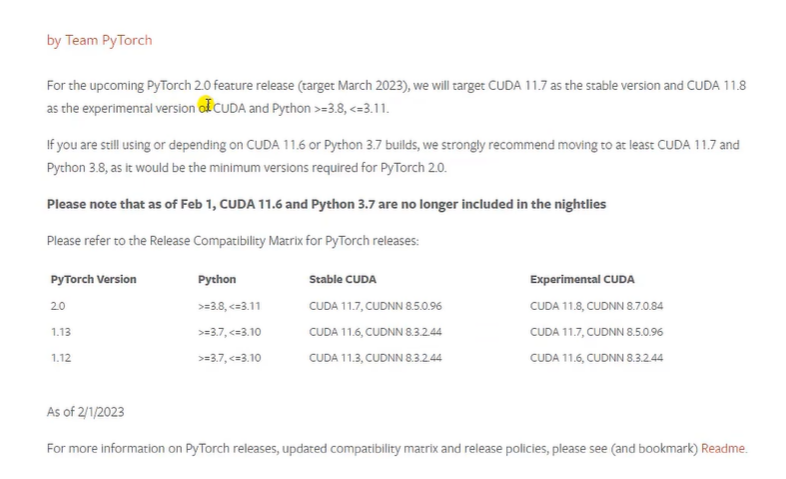 by Team PyTorch
For the upcoming PyTorch 2.0 feature release (target March 2023), we will target CUDA 11.7 as the stable version and CUDA 11.8
as the experimental version of CUDA and Python >=3.8, <=3.11.
If you are still using or depending on CUDA 11.6 or Python 3.7 builds, we strongly recommend moving to at least CUDA 11.7 and
Python 3.8, as it would be the minimum versions required for PyTorch 2.0.
Please note that as of Feb 1, CUDA 11.6 and Python 3.7 are no longer included in the nightlies
Please refer to the Release Compatibility Matrix for PyTorch releases:
PyTorch Version Python Stable CUDA Experimental CUDA
2.0 >=3.8, <=3.11 CUDA 11.7, CUDNN 8.5.0.96 CUDA 11.8, CUDNN 8.7.0.84
1.13 >=3.7, <=3.10 CUDA 11.6, CUDNN 8.3.2.44 CUDA 11.7, CUDNN 8.5.0.96
1.12 >=3.7, <=3.10 CUDA 11.3, CUDNN 8.3.2.44 CUDA 11.6, CUDNN 8.3.2.44
As of 2/1/2023
For more information on PyTorch releases, updated compatibility matrix and release policies, please see (and bookmark) Readme.